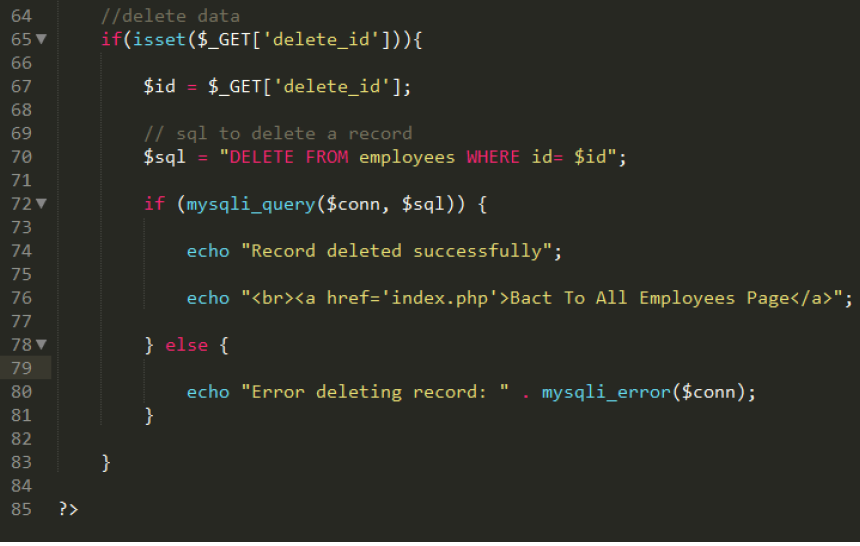 64 //delete data
65 if(isset($_GET['delete_id'])){
66
67 $id = $_GET['delete_id'];
68
69 // sql to delete a record
70 $sql = "DELETE FROM employees WHERE id= $id";
71
72 if (mysqli_query($conn, $sql)) {
73
74 echo "Record deleted successfully";
75
76 echo "<br><a href='index.php'>Bact To All Employees Page</a>";
77
78 } else {
79
80 echo "Error deleting record: " . mysqli_error($conn);
81 }
82
83 }
84
85 ?>